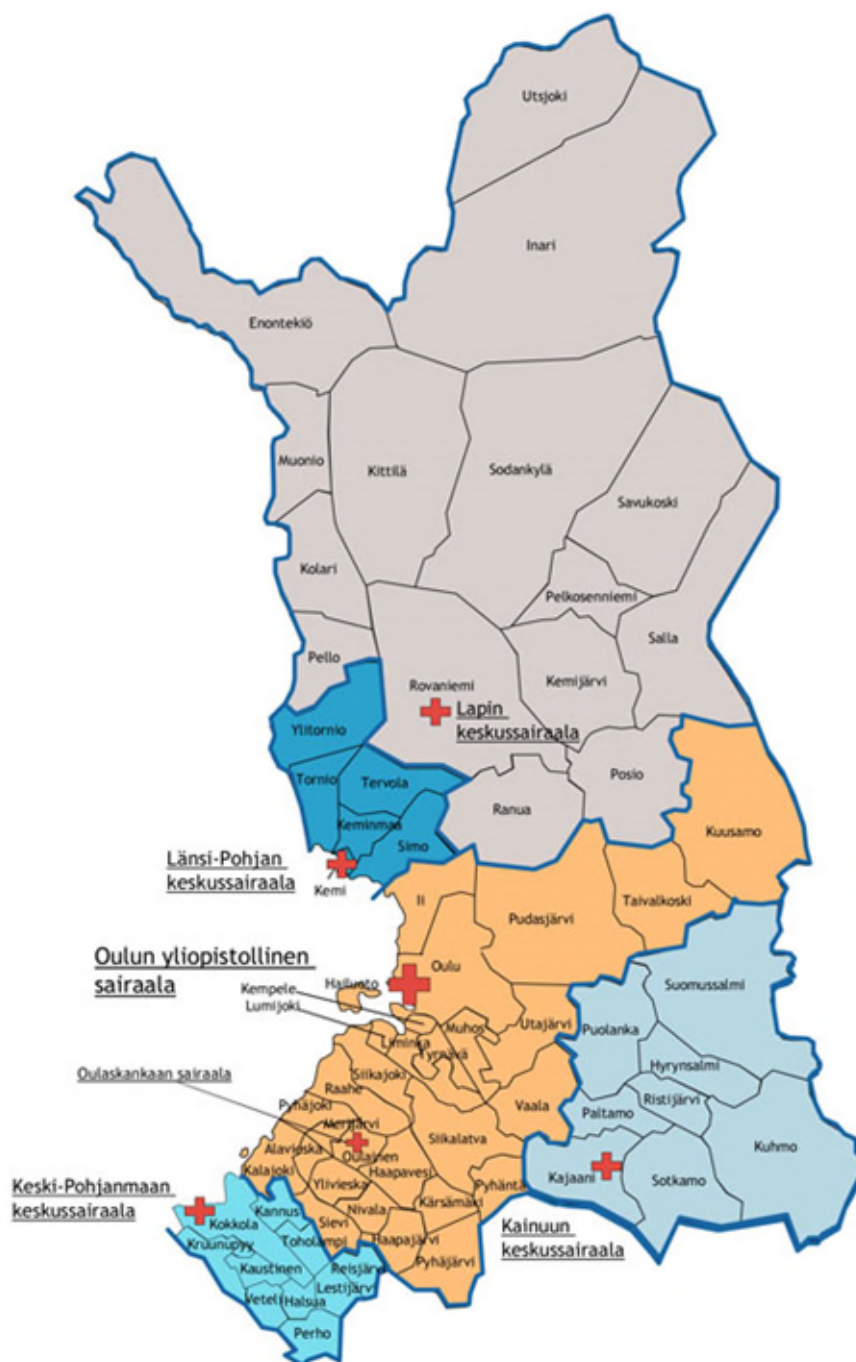 Utsjoki
Inari
Enontekiö
Muonio
Kittilä
Sodankylä
Savukoski
Kolari
Pelkosenniemi
Salla
Pello
Kemijärvi
Rovaniemi
Lapin
keskussairaala
Ylitornio
Tornio
Tervola
Posio
Ranua
Keminmaa
Simo
Kuusamo
Länsi-Pohjan
keskussairaala
Kemi
Ii
Pudasjärvi
Taivalkoski
Oulun yliopistollinen
sairaala
Oulu
Hailuoto
Kempele
Lumijoki
Suomussalmi
Liminka
Muhos
Tyrnävä
Utajärvi
Puolanka
Hyrynsalmi
Oulaskankaan sairaala
Siikajoki
Raahe
Pyhäjoki
Merijärvi
Vaala
Paltamo
Ristijärvi
Kuhmo
Alavieska
Oulainen
Siikalatva
Kalajoki
Haapavesi
Kajaani
Sotkamo
Keski-Pohjanmaan
keskussairaala
Ylivieska
Pyhäntä
Kärsämäki
Kannus
Nivala
Kokkola
Sievi
Kainuun
keskussairaala
Kruunupyy
Toholampi
Haapajärvi
Pyhäjärvi
Kaustinen
Reisjärvi
Lestijärvi
Veteli
Halsua
Perho